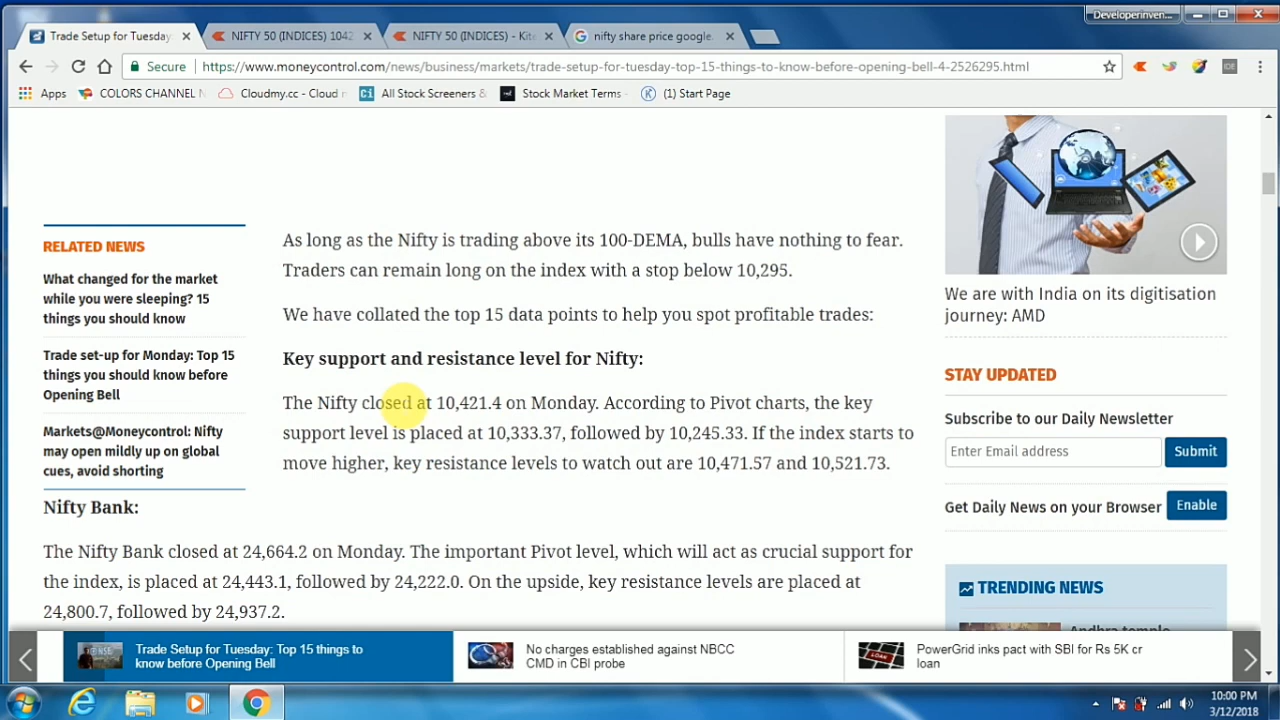 Developerinven...
Trade Setup for Tuesday
NIFTY 50 (INDICES) 1042
NIFTY 50 (INDICES) - Kite
nifty share price google.
Secure
https://www.moneycontrol.com/news/business/markets/trade-setup-for-tuesday-top-15-things-to-know-before-opening-bell-4-2526295.html
Apps
COLORS CHANNEL
Cloudmy.cc - Cloud
All Stock Screeners &
Stock Market Terms -
(1) Start Page
RELATED NEWS
What changed for the market
while you were sleeping? 15
things you should know
Trade set-up for Monday: Top 15
things you should know before
Opening Bell
Markets@Moneycontrol: Nifty
may open mildly up on global
cues, avoid shorting
As long as the Nifty is trading above its 100-DEMA, bulls have nothing to fear.
Traders can remain long on the index with a stop below 10,295.
We have collated the top 15 data points to help you spot profitable trades:
Key support and resistance level for Nifty:
The Nifty closed at 10,421.4 on Monday. According to Pivot charts, the key
support level is placed at 10,333.37, followed by 10,245.33. If the index starts to
move higher, key resistance levels to watch out are 10,471.57 and 10,521.73.
Nifty Bank:
The Nifty Bank closed at 24,664.2 on Monday. The important Pivot level, which will act as crucial support for
the index, is placed at 24,443.1, followed by 24,222.0. On the upside, key resistance levels are placed at
24,800.7, followed by 24,937.2.
We are with India on its digitisation
journey: AMD
STAY UPDATED
Subscribe to our Daily Newsletter
Enter Email address
Submit
Get Daily News on your Browser
Enable
TRENDING NEWS
Andhra temple
Trade Setup for Tuesday: Top 15 things to
know before Opening Bell
No charges established against NBCC
CMD in CBI probe
LOAN
PowerGrid inks pact with SBI for Rs 5K cr
loan
10:00 PM
3/12/2018